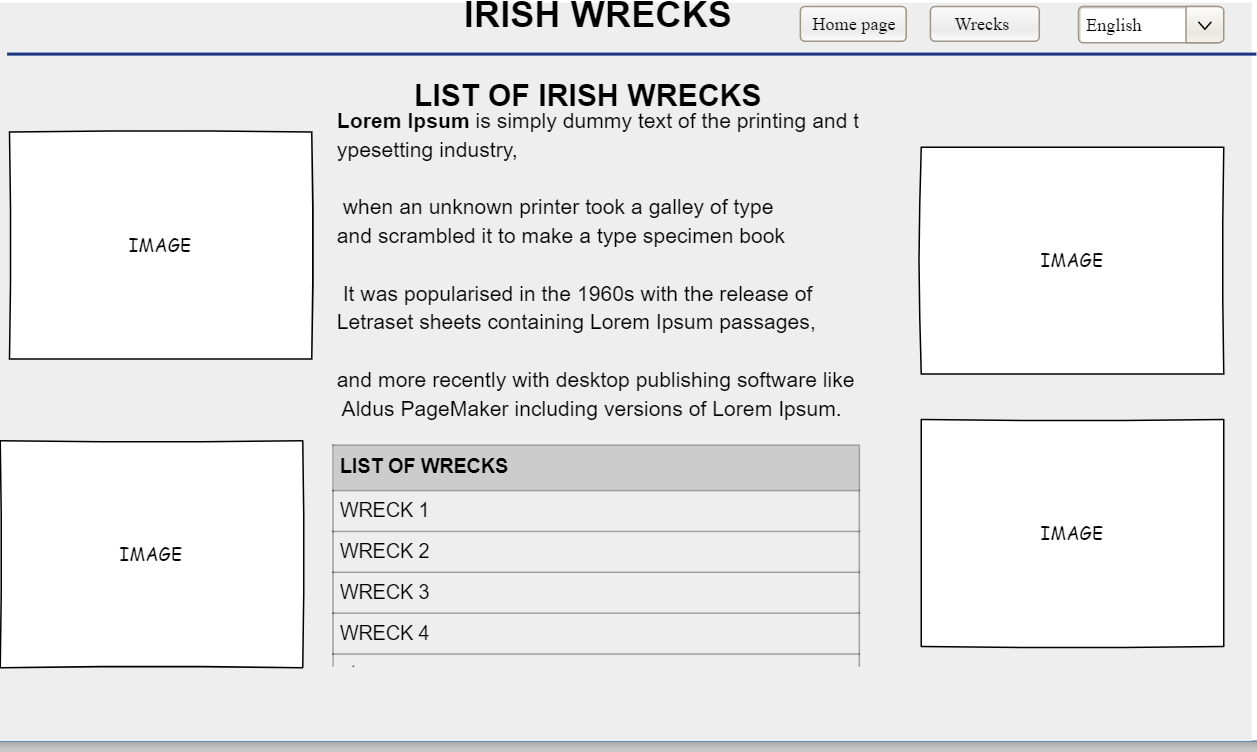 IRISH WRECKS
Home page
Wrecks
English
LIST OF IRISH WRECKS
Lorem Ipsum is simply dummy text of the printing and t
ypesetting industry,
when an unknown printer took a galley of type
and scrambled it to make a type specimen book
It was popularised in the 1960s with the release of
Letraset sheets containing Lorem Ipsum passages,
and more recently with desktop publishing software like
Aldus PageMaker including versions of Lorem Ipsum.
IMAGE
IMAGE
IMAGE
IMAGE
LIST OF WRECKS
WRECK 1
WRECK 2
WRECK 3
WRECK 4